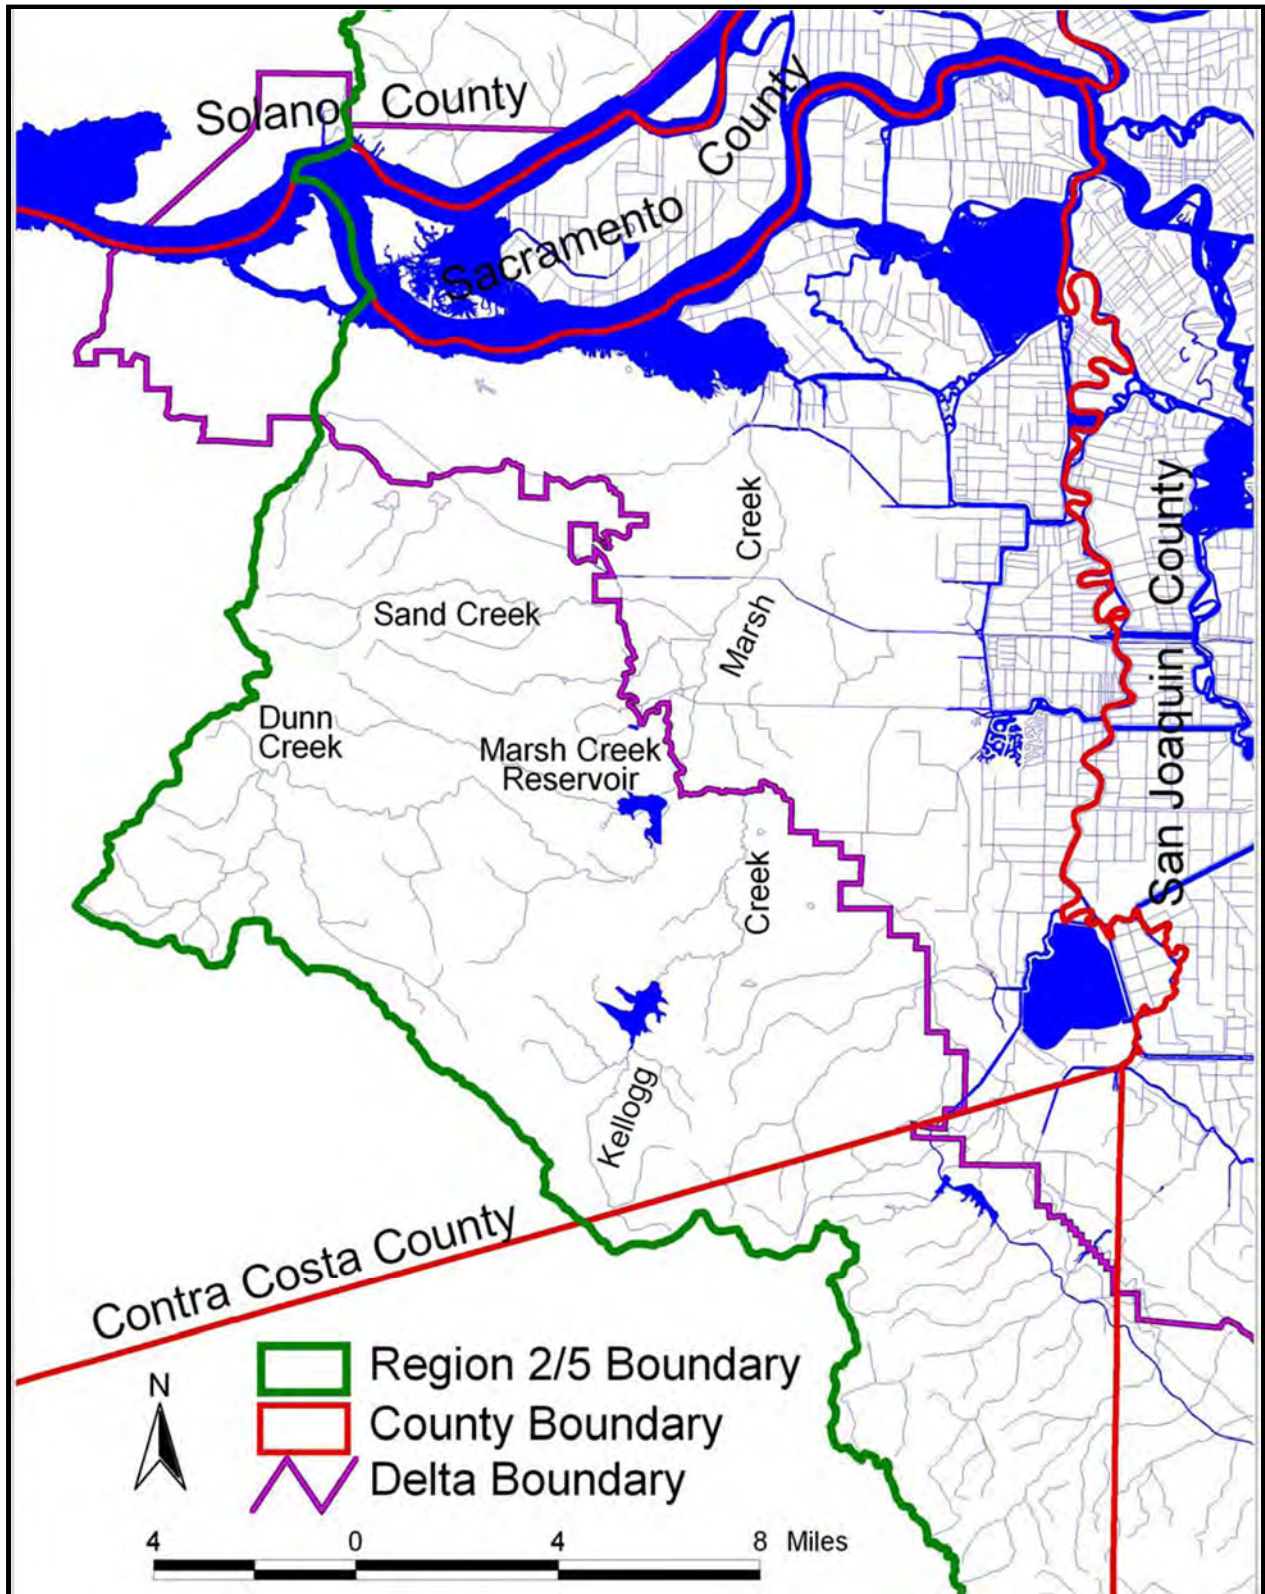 Solano County
Sacramento County
San Joaquin County
Marsh Creek
Sand Creek
Dunn
Creek
Marsh Creek
Reservoir
Kellogg Creek
Contra Costa County
Region 2/5 Boundary
County Boundary
Delta Boundary
N
4 0 4 8 Miles